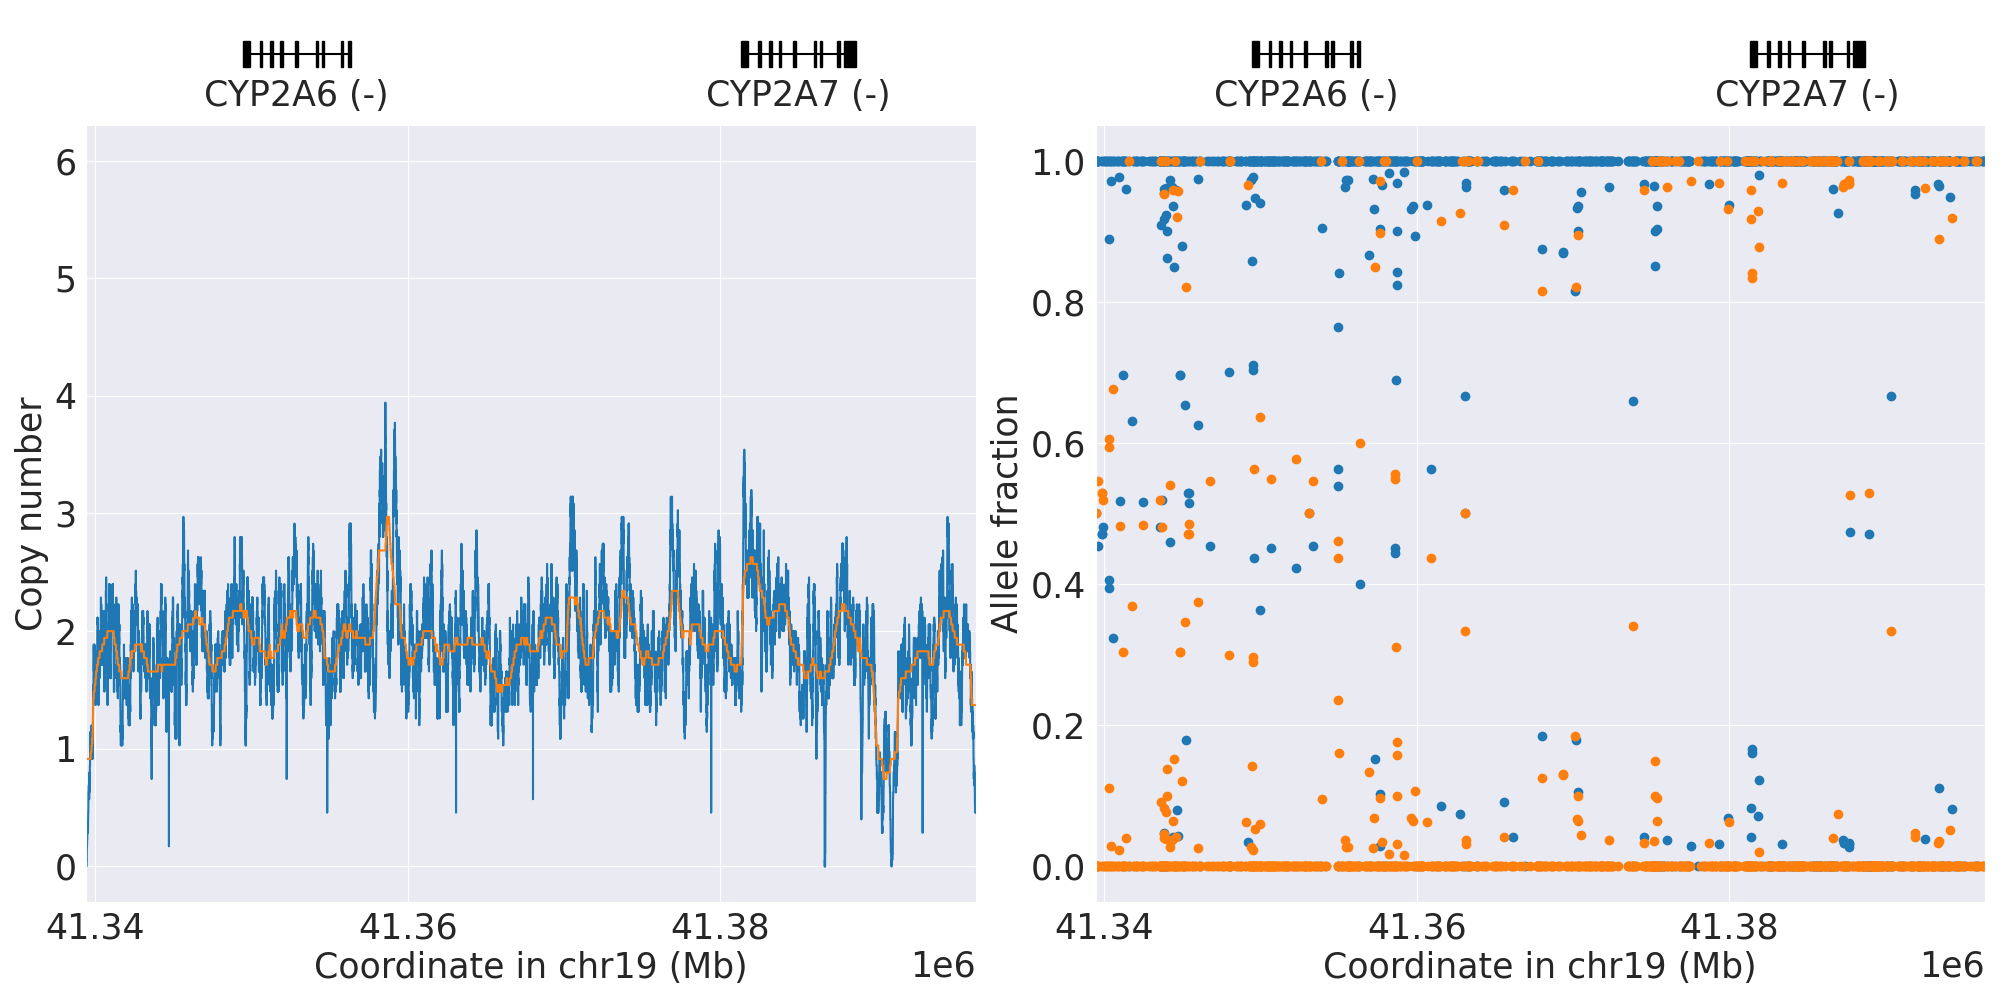 CYP2A6 (-)
CYP2A7 (-)
6
5
4
3
2
1
0
Copy number
41.34
41.36
41.38
Coordinate in chr19 (Mb)
1e6
CYP2A6 (-)
CYP2A7 (-)
1.0
0.8
0.6
0.4
0.2
0.0
Allele fraction
41.34
41.36
41.38
Coordinate in chr19 (Mb)
1e6